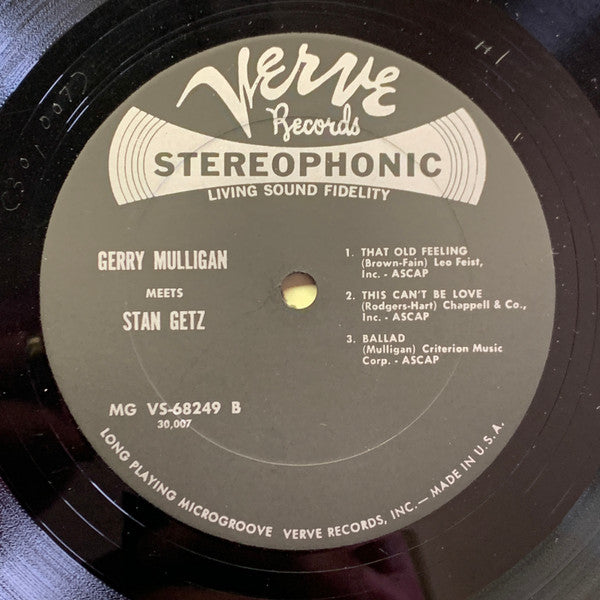 Verve
Records
STEREOPHONIC
LIVING SOUND FIDELITY
GERRY MULLIGAN
MEETS
STAN GETZ
1. THAT OLD FEELING
(Brown-Fain) Leo Feist,
Inc. - ASCAP
2. THIS CAN'T BE LOVE
(Rodgers-Hart) Chappell & Co.,
Inc. - ASCAP
3. BALLAD
(Mulligan) Criterion Music
Corp. - ASCAP
MG VS-68249 B
30,007
LONG PLAYING MICROGROOVE VERVE RECORDS, INC.—MADE IN U.S.A.